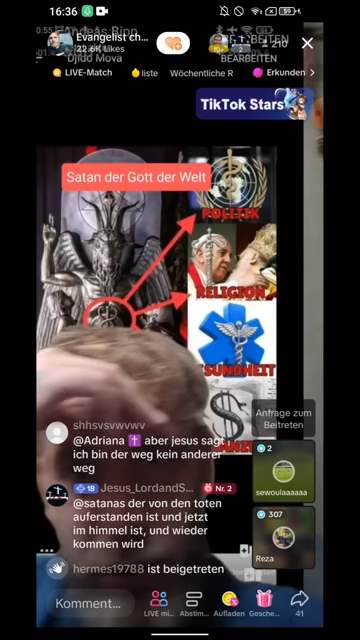 16:36
59
Evangelist ch...
210
LIVE-Match
liste
Wöchentliche R
Erkunden
BEARBEITEN
Djido Mova
TikTok Stars
Satan der Gott der Welt
POLITIK
RELIGION
SUNDHEIT
shhsvsvwvwv
@Adriana ✝️ aber jesus sagt
ich bin der weg kein anderer
weg
Anfrage zum
Beitreten
2
sewoulaaaaaa
18 Jesus_LordandS... Nr. 2
@satanas der von den toten
auferstanden ist und jetzt
im himmel ist, und wieder
kommen wird
307
Reza
hermes19788 ist beigetreten
Komment...
LIVE mi...
Abstim...
Aufladen
Gesche...
41